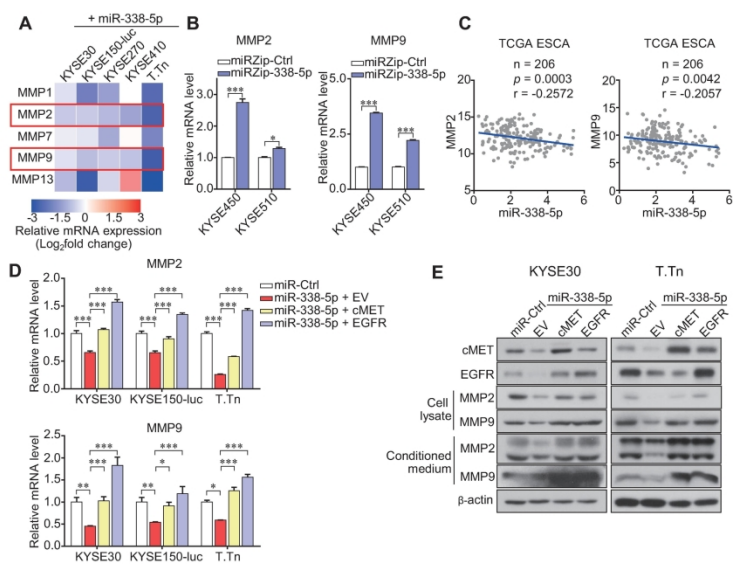 A
+ miR-338-5p
KYSE30
KYSE150-luc
KYSE270
KYSE410
T.Tn
MMP1
MMP2
MMP7
MMP9
MMP13
-3 -1.5 0 1.5 3
Relative mRNA expression
(Log2fold change)
B
MMP2
miRZip-Ctrl
miRZip-338-5p
Relative mRNA level
3.0
2.0
1.0
0.0
***
*
KYSE450
KYSE510
MMP9
miRZip-Ctrl
miRZip-338-5p
Relative mRNA level
4.0
3.0
2.0
1.0
0.0
***
***
KYSE450
KYSE510
C
TCGA ESCA
n = 206
p = 0.0003
r = -0.2572
MMP2
20
15
10
5
0 2 4 6
miR-338-5p
TCGA ESCA
n = 206
p = 0.0042
r = -0.2057
MMP9
20
15
10
5
0
0 2 4 6
miR-338-5p
D
MMP2
miR-Ctrl
miR-338-5p + EV
miR-338-5p + cMET
miR-338-5p + EGFR
Relative mRNA level
2.0
1.5
1.0
0.5
0.0
*** *** ***
*** *** ***
*** *** ***
KYSE30 KYSE150-luc T.Tn
MMP9
Relative mRNA level
2.5
2.0
1.5
1.0
0.5
0.0
** *** ***
** * ***
* *** ***
KYSE30 KYSE150-luc T.Tn
E
KYSE30 T.Tn
miR-338-5p miR-338-5p
miR-Ctrl EV cMET EGFR miR-Ctrl EV cMET EGFR
cMET
EGFR
Cell lysate
MMP2
MMP9
Conditioned medium
MMP2
MMP9
β-actin